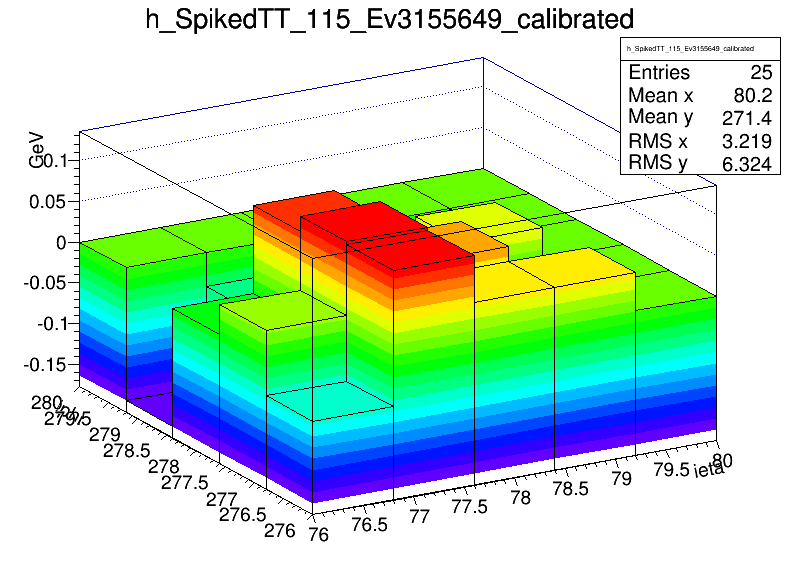 h_SpikedTT_115_Ev3155649_calibrated
h_SpikedTT_115_Ev3155649_calibrated
Entries 25
Mean x 80.2
Mean y 271.4
RMS x 3.219
RMS y 6.324
GeV
0.1
0.05
0
-0.05
-0.1
-0.15
280
279.5
279
278.5
278
277.5
277
276.5
276
76
76.5
77
77.5
78
78.5
79
79.5
80
ieta